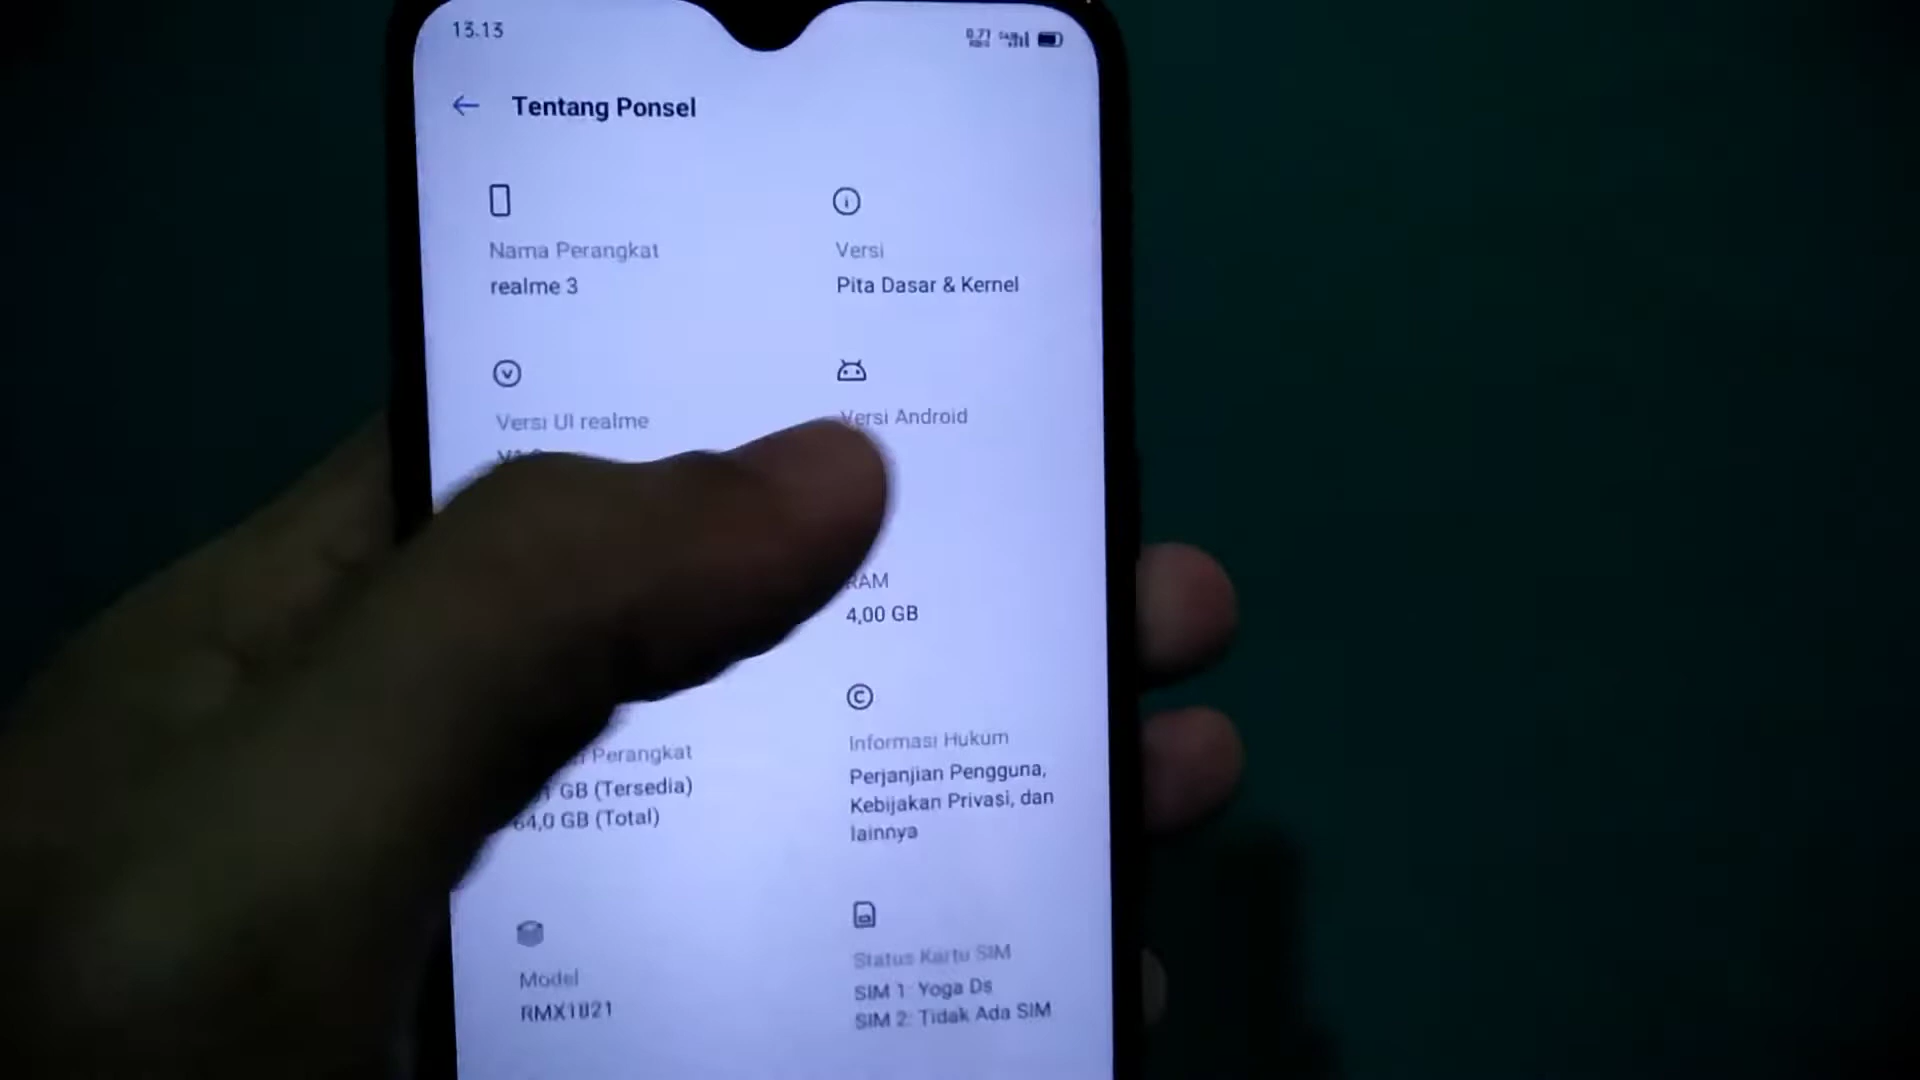 13.13
0.71
Tentang Ponsel
Nama Perangkat
realme 3
Versi
Pita Dasar & Kernel
Versi UI realme
Versi Android
RAM
4,00 GB
Perangkat
GB (Tersedia)
64,0 GB (Total)
Informasi Hukum
Perjanjian Pengguna,
Kebijakan Privasi, dan
lainnya
Model
RMX1821
Status Kartu SIM
SIM 1: Yoga Ds
SIM 2: Tidak Ada SIM